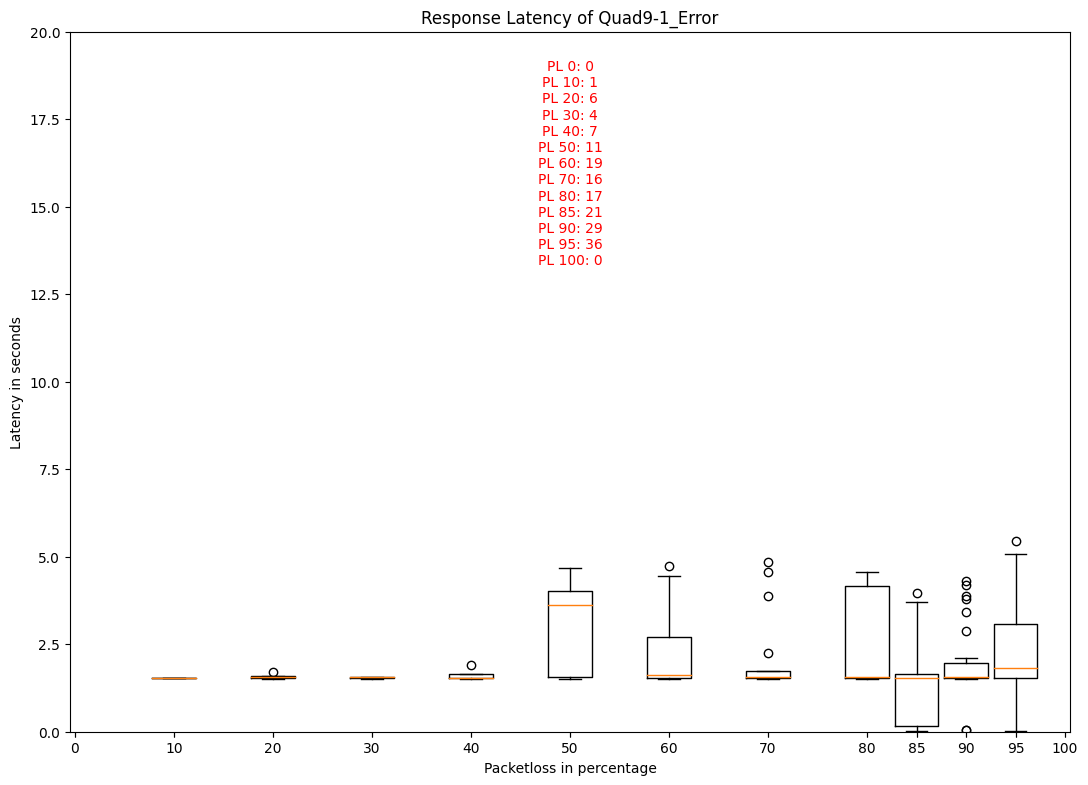 Response Latency of Quad9-1_Error
20.0
17.5
15.0
12.5
10.0
7.5
5.0
2.5
0.0
Latency in seconds
PL 0: 0
PL 10: 1
PL 20: 6
PL 30: 4
PL 40: 7
PL 50: 11
PL 60: 19
PL 70: 16
PL 80: 17
PL 85: 21
PL 90: 29
PL 95: 36
PL 100: 0
0 10 20 30 40 50 60 70 80 85 90 95 100
Packetloss in percentage